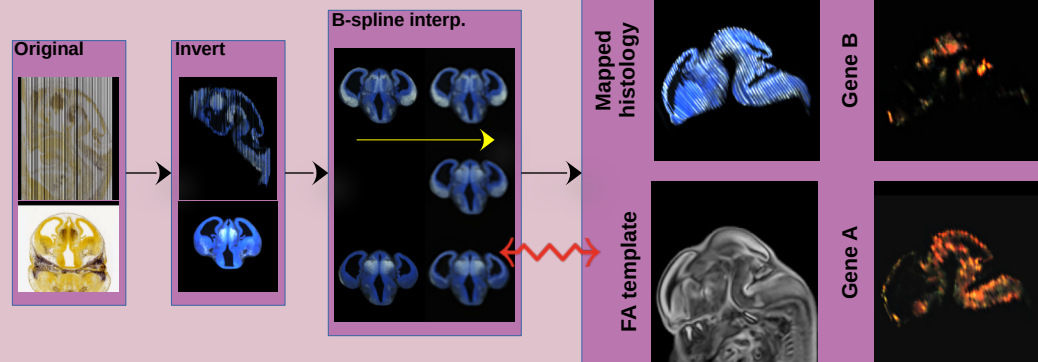 Original
Invert
B-spline interp.
Mapped
histology
Gene B
FA template
Gene A